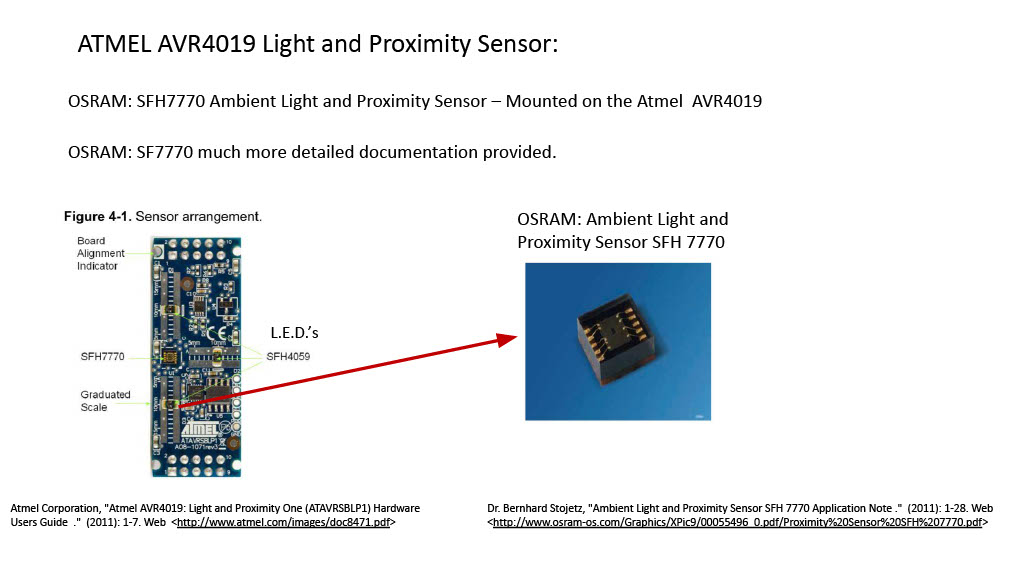 ATMEL AVR4019 Light and Proximity Sensor:
OSRAM: SFH7770 Ambient Light and Proximity Sensor – Mounted on the Atmel  AVR4019
OSRAM: SF7770 much more detailed documentation provided.
Figure 4-1. Sensor arrangement.
Board
Alignment
Indicator
SFH7770
Graduated
Scale
L.E.D.’s
SFH4059
5mm
10mm
ATMEL
ATAVRSBLP1
A08-1071rev3
OSRAM: Ambient Light and
Proximity Sensor SFH 7770
Atmel Corporation, "Atmel AVR4019: Light and Proximity One (ATAVRSBLP1) Hardware
Users Guide ." (2011): 1-7. Web <http://www.atmel.com/images/doc8471.pdf>
Dr. Bernhard Stojetz, "Ambient Light and Proximity Sensor SFH 7770 Application Note ." (2011): 1-28. Web
<http://www.osram-os.com/Graphics/XPic9/00055496_0.pdf/Proximity%20Sensor%20SFH%207770.pdf>